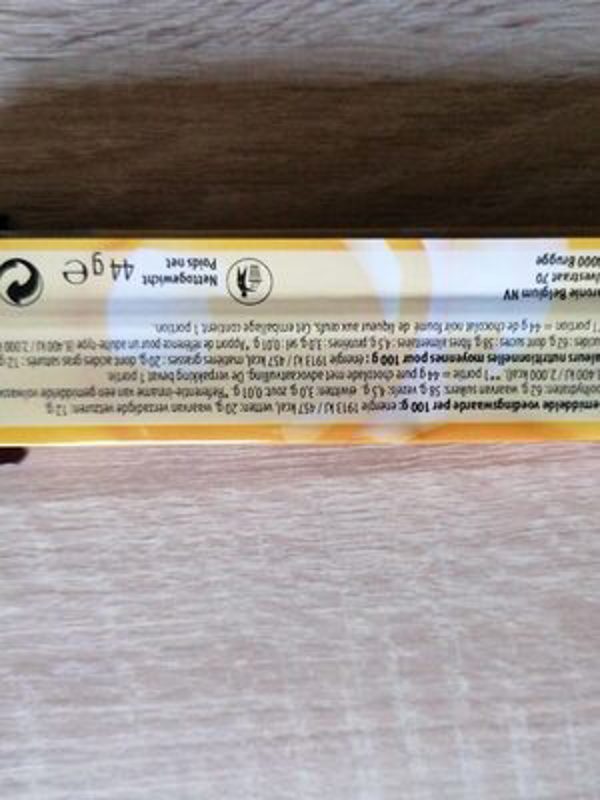 emiddelde voedingswaarde per 100 g: energie 1913 kJ / 457 kcal, vetten: 20 g, waarvan verzadigde vetzuren: 12 g,
oolhydraten: 62 g, waarvan suikers: 58 g, vezels: 4,5 g, eiwitten: 3,0 g, zout: 0,01 g. *Referentie-inname van een gemiddelde volwassene
8.400 kJ / 2.000 kcal). **1 portie = 44 g pure chocolade met advocaatvulling. De verpakking bevat 1 portie.
aleurs nutritionnelles moyennes pour 100 g : énergie 1913 kJ / 457 kcal, matières grasses : 20 g, dont acides gras saturés : 12 g,
ucides : 62 g dont sucres : 58 g, fibres alimentaires : 4,5 g protéines : 3,0 g sel : 0,01 g. *Apport de référence pour un adulte-type (8.400 kJ / 2.000
*1 portion = 44 g de chocolat noir fourré de liqueur aux œufs. Cet emballage contient 1 portion.
aronie Belgium NV
lvestraat 70
8000 Brugge
Nettogewicht
Poids net
44 g e